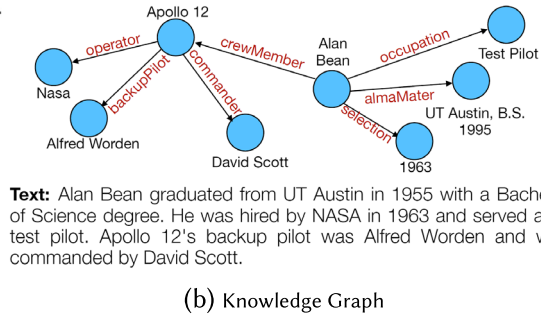 Apollo 12
operator
crewMember
Alan
Bean
occupation
Test Pilot
Nasa
backupPilot
commander
almaMater
UT Austin, B.S.
1995
selection
Alfred Worden
David Scott
1963
Text: Alan Bean graduated from UT Austin in 1955 with a Bache
of Science degree. He was hired by NASA in 1963 and served a
test pilot. Apollo 12's backup pilot was Alfred Worden and w
commanded by David Scott.
(b) Knowledge Graph